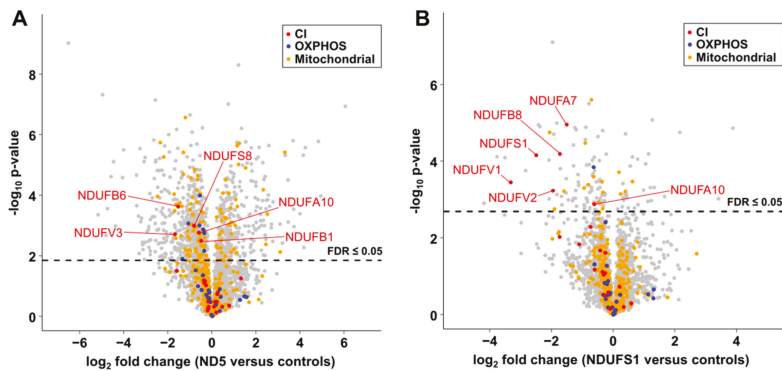 A
CI
OXPHOS
Mitochondrial
8
6
4
2
0
-log10 p-value
NDUFS8
NDUFB6
NDUFA10
NDUFV3
NDUFB1
FDR ≤ 0.05
−6 −4 −2 0 2 4 6
log2 fold change (ND5 versus controls)
B
CI
OXPHOS
Mitochondrial
6
4
2
0
-log10 p-value
NDUFA7
NDUFB8
NDUFS1
NDUFV1
NDUFV2
NDUFA10
FDR ≤ 0.05
−4 −2 0 2 4
log2 fold change (NDUFS1 versus controls)